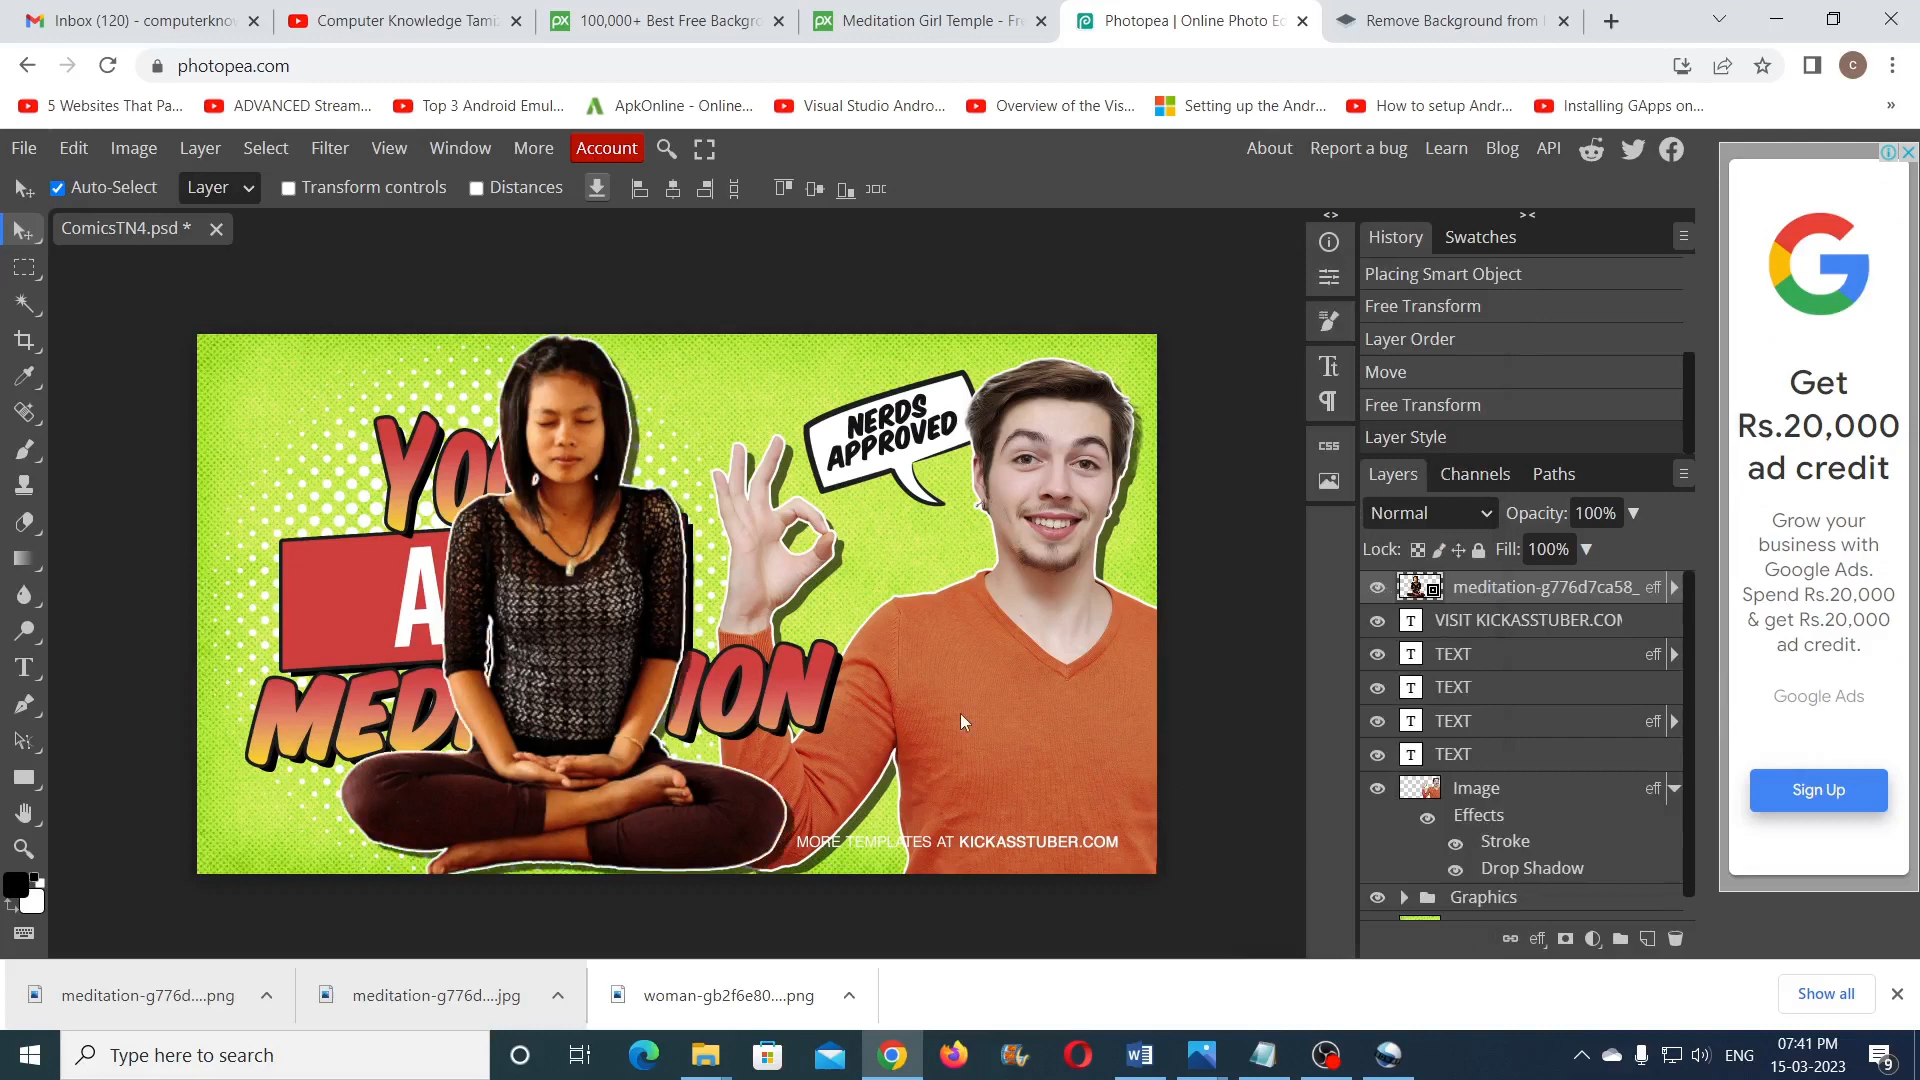 Inbox (120) - computerknow
Computer Knowledge Tami
100,000+ Best Free Backgro
Meditation Girl Temple - Fr
Photopea | Online Photo Ed
Remove Background from I
photopea.com
C
5 Websites That Pa...
ADVANCED Stream...
Top 3 Android Emul...
ApkOnline - Online...
Visual Studio Andro...
Overview of the Vis...
Setting up the Andr...
How to setup Andr...
Installing GApps on...
File Edit Image Layer Select Filter View Window More Account
About Report a bug Learn Blog API
Auto-Select Layer Transform controls Distances
ComicsTN4.psd *
History Swatches
Placing Smart Object
Free Transform
Layer Order
Move
Free Transform
Layer Style
Layers Channels Paths
Normal Opacity: 100%
Lock: Fill: 100%
meditation-g776d7ca58_ eff
VISIT KICKASSTUBER.COM
TEXT eff
TEXT
TEXT eff
TEXT
Image eff
Effects
Stroke
Drop Shadow
Graphics
eff
CSS
YO
A
MEDI ION
NERDS
APPROVED
MORE TEMPLATES AT KICKASSTUBER.COM
Get
Rs.20,000
ad credit
Grow your
business with
Google Ads.
Spend Rs.20,000
& get Rs.20,000
ad credit.
Google Ads
Sign Up
meditation-g776d....png
meditation-g776d....jpg
woman-gb2f6e80....png
Show all
Type here to search
ENG
07:41 PM
15-03-2023
9